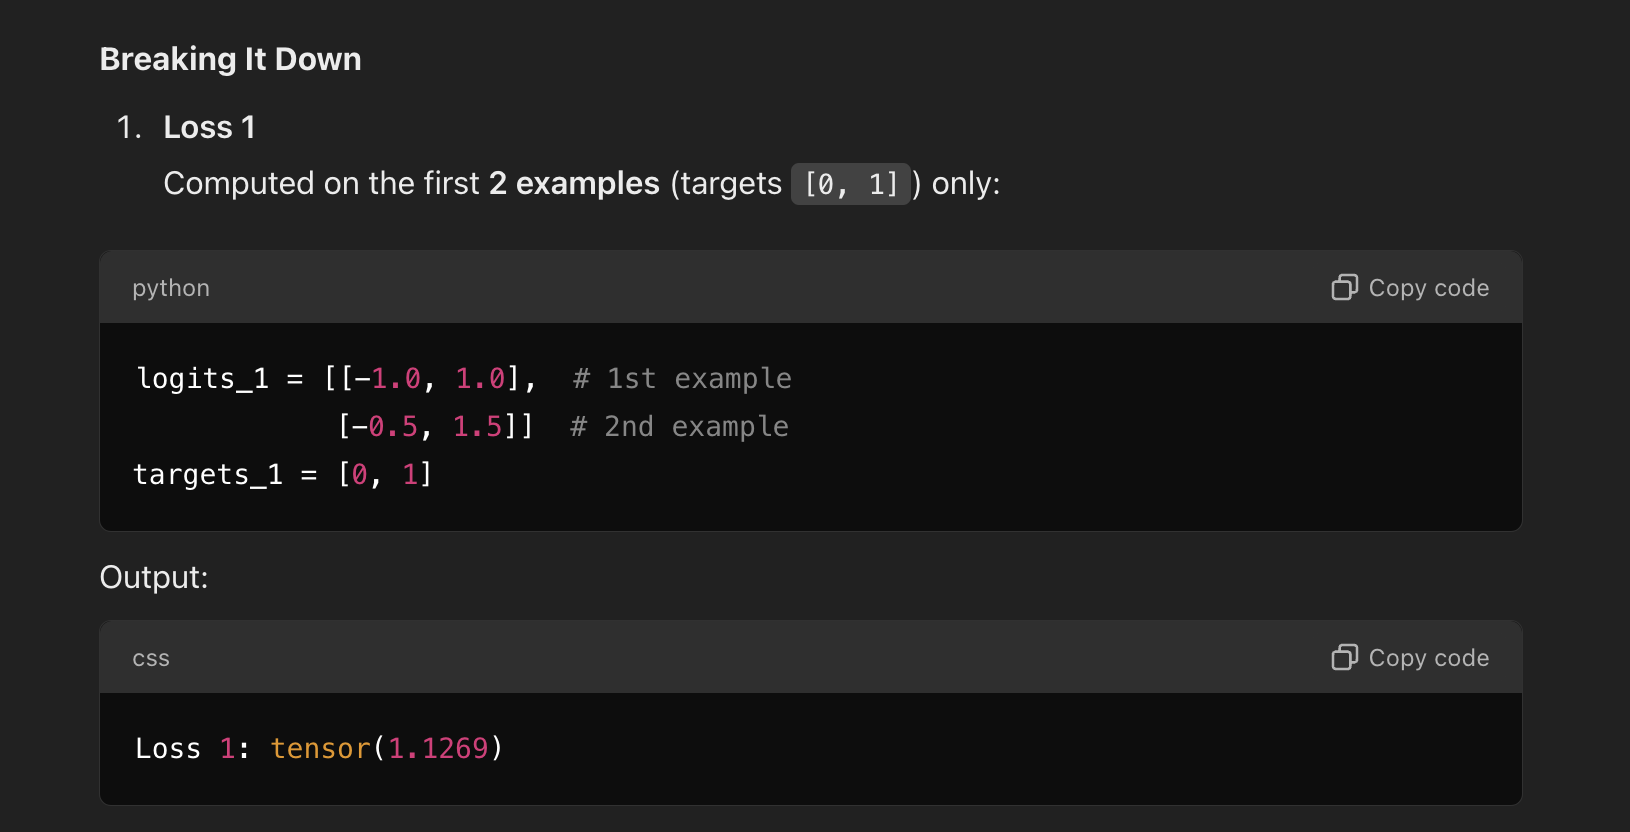 Breaking It Down
1. Loss 1
Computed on the first 2 examples (targets [0, 1]) only:
python
Copy code
logits_1 = [[-1.0, 1.0],  # 1st example
            [-0.5, 1.5]]  # 2nd example
targets_1 = [0, 1]
Output:
css
Copy code
Loss 1: tensor(1.1269)